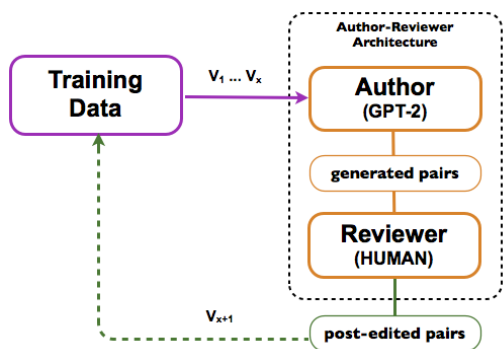 Author-Reviewer
Architecture
Training
Data
V₁ ... Vₓ
Author
(GPT-2)
generated pairs
Reviewer
(HUMAN)
Vₓ₊₁
post-edited pairs